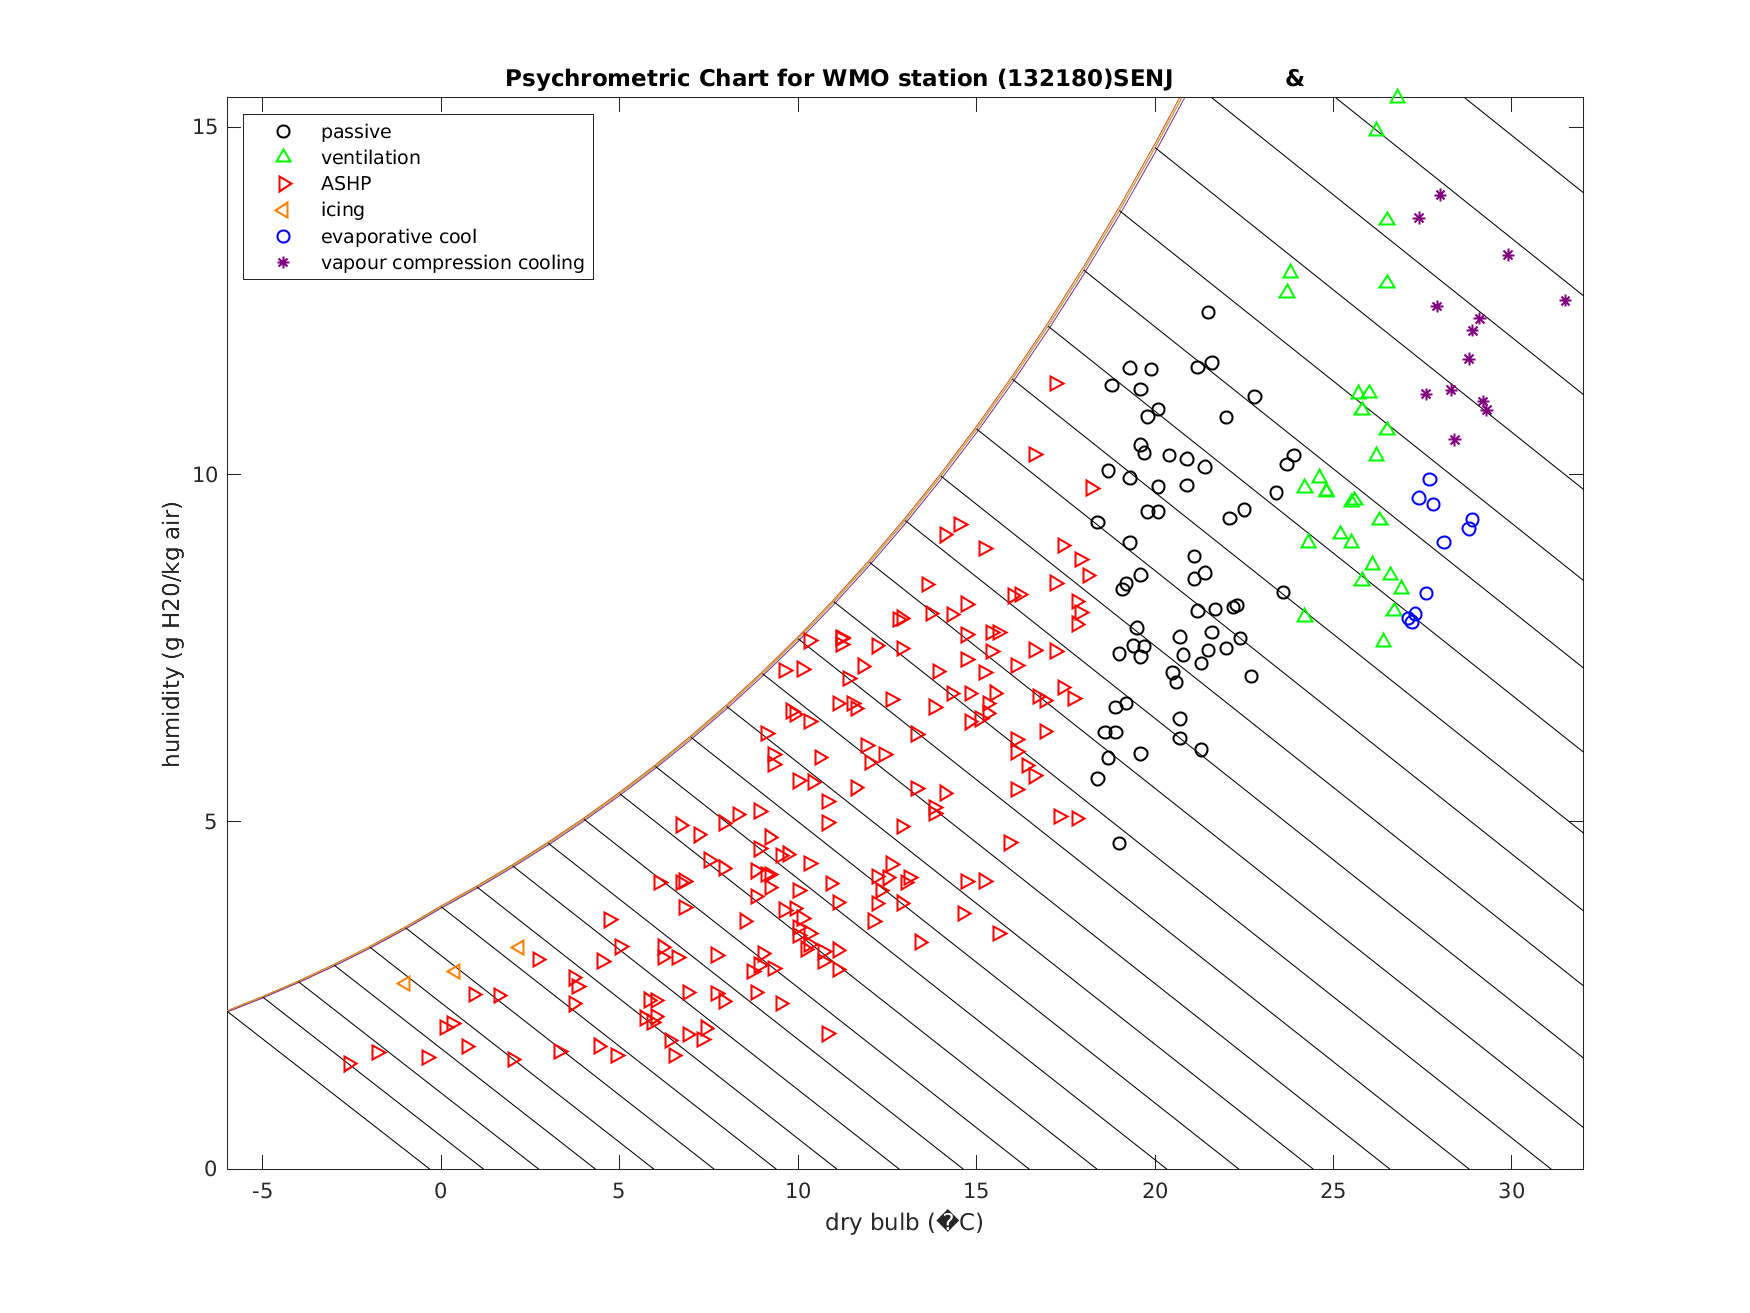 Psychrometric Chart for WMO station (132180)SENJ &
passive
ventilation
ASHP
icing
evaporative cool
vapour compression cooling
15
10
5
0
humidity (g H20/kg air)
-5 0 5 10 15 20 25 30
dry bulb (�C)